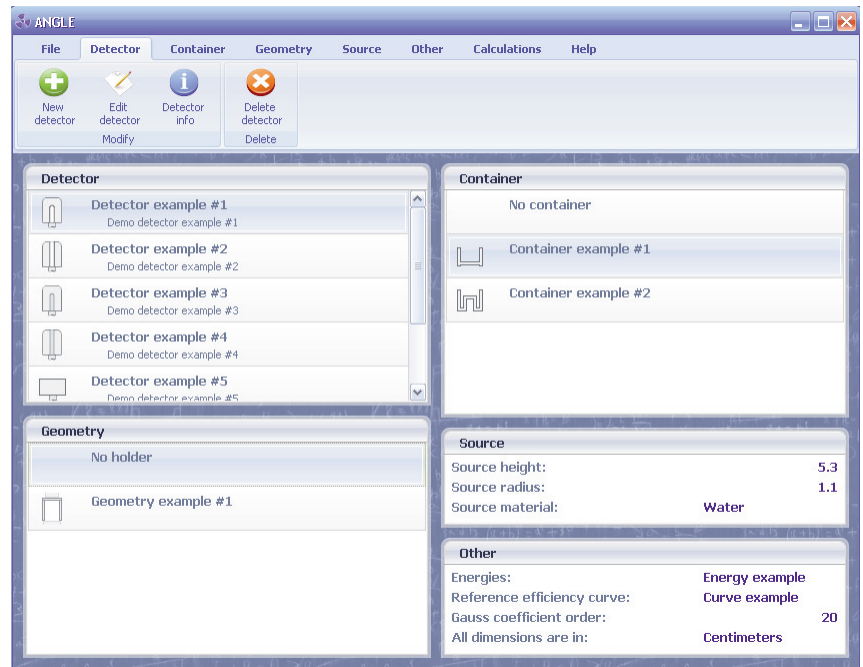 ANGLE
File Detector Container Geometry Source Other Calculations Help
New detector
Edit detector
Detector info
Modify
Delete detector
Delete
Detector
Detector example #1
Demo detector example #1
Detector example #2
Demo detector example #2
Detector example #3
Demo detector example #3
Detector example #4
Demo detector example #4
Detector example #5
Demo detector example #5
Container
No container
Container example #1
Container example #2
Geometry
No holder
Geometry example #1
Source
Source height: 5.3
Source radius: 1.1
Source material: Water
Other
Energies: Energy example
Reference efficiency curve: Curve example
Gauss coefficient order: 20
All dimensions are in: Centimeters